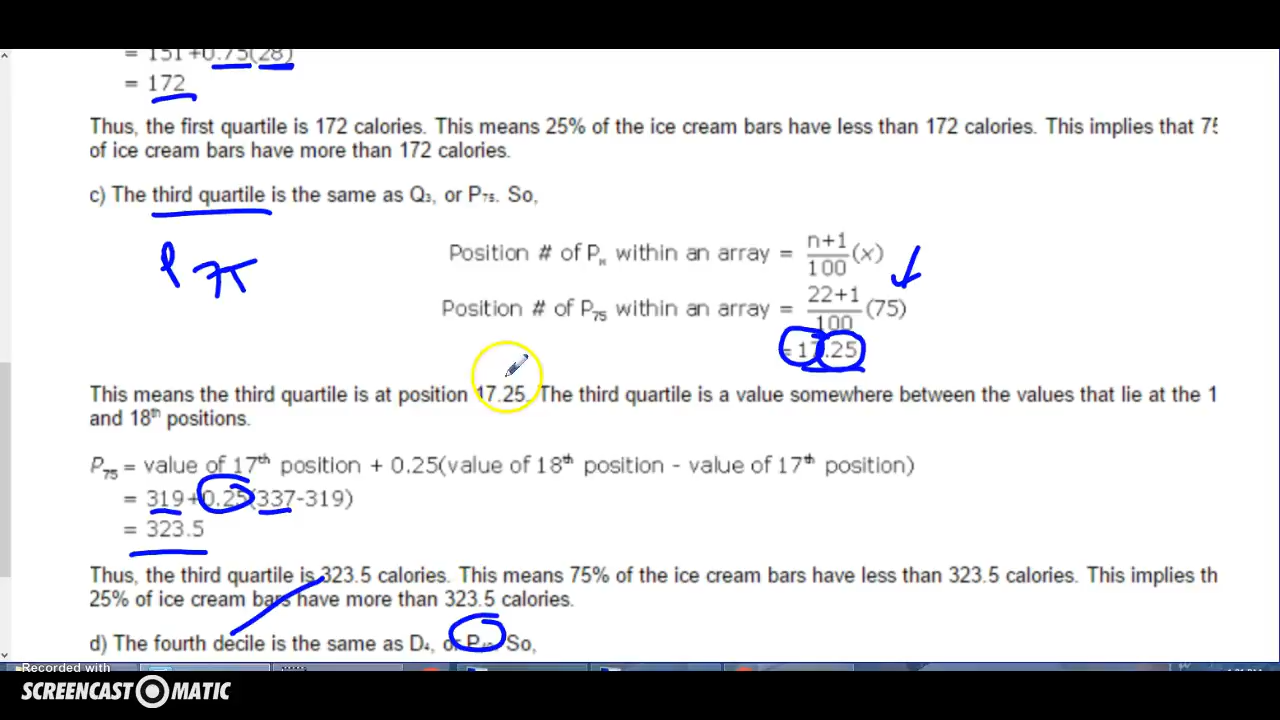 = 151+0.75(28)
= 172
Thus, the first quartile is 172 calories. This means 25% of the ice cream bars have less than 172 calories. This implies that 75
of ice cream bars have more than 172 calories.
c) The third quartile is the same as Q₃, or P₇₅. So,
P 75
Position # of Pₓ within an array = n+1/100 (x)
Position # of P₇₅ within an array = 22+1/100 (75)
= 17.25
This means the third quartile is at position 17.25. The third quartile is a value somewhere between the values that lie at the 1
and 18th positions.
P₇₅ = value of 17th position + 0.25(value of 18th position - value of 17th position)
= 319+0.25(337-319)
= 323.5
Thus, the third quartile is 323.5 calories. This means 75% of the ice cream bars have less than 323.5 calories. This implies th
25% of ice cream bars have more than 323.5 calories.
d) The fourth decile is the same as D₄, or P₄₀. So,
Recorded with
SCREENCAST MATIC